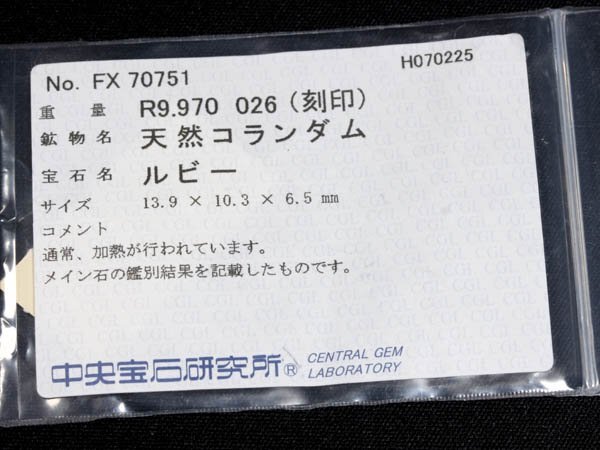 No. FX 70751
H070225
重量 R9.970 026（刻印）
鉱物名 天然コランダム
宝石名 ルビー
サイズ 13.9 × 10.3 × 6.5 mm
コメント
通常、加熱が行われています。
メイン石の鑑別結果を記載したものです。
中央宝石研究所® CENTRAL GEM
LABORATORY